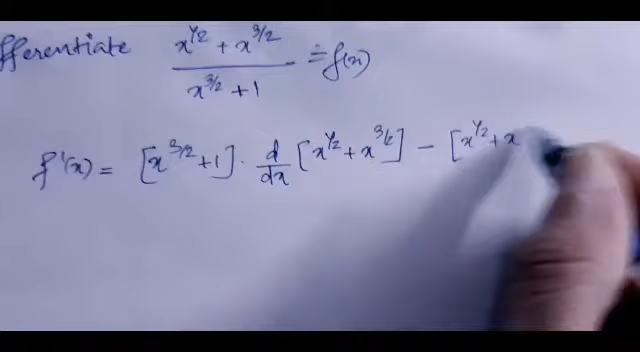 fferentiate x^1/2 + x^3/2 / x^3/2 + 1 ≐ f(x)
f'(x) = [x^3/2 + 1] · d/dx [x^1/2 + x^3/2] - [x^1/2 + x